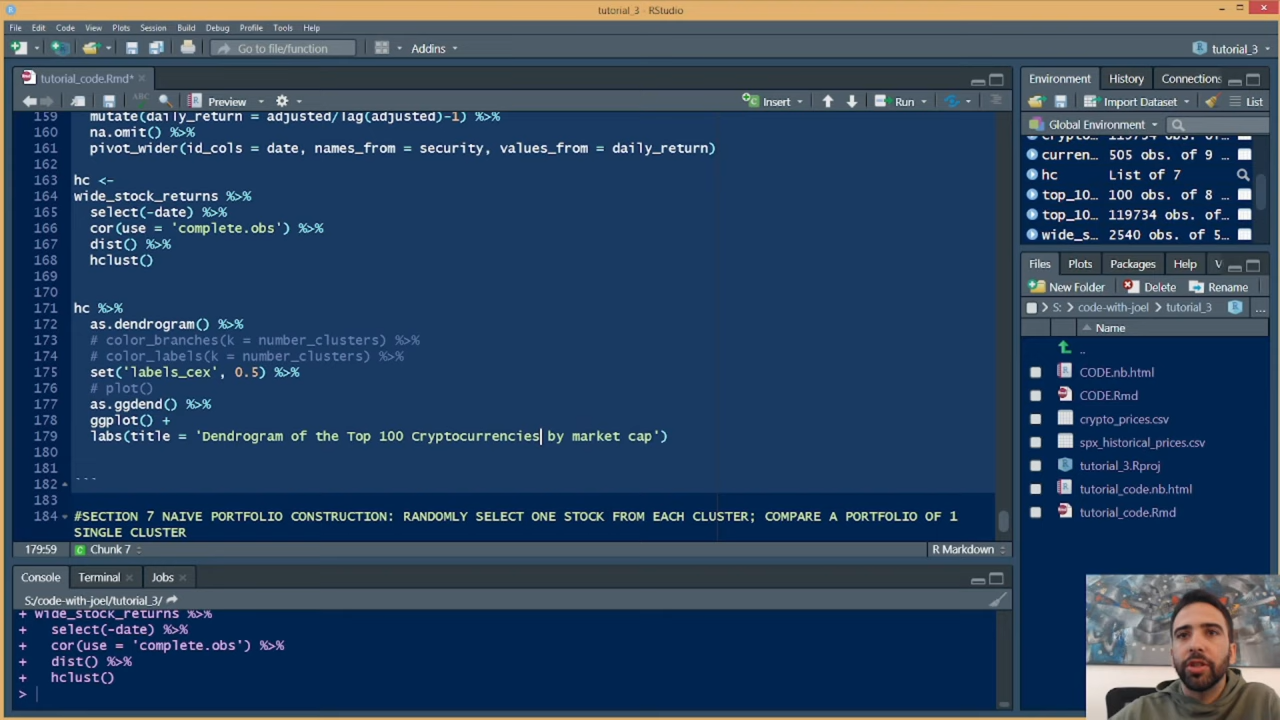 tutorial_3 - RStudio
File Edit Code View Plots Session Build Debug Profile Tools Help
Go to file/function Addins tutorial_3
tutorial_code.Rmd*
Preview Insert Run
159 mutate(daily_return = adjusted/lag(adjusted)-1) %>%
160 na.omit() %>%
161 pivot_wider(id_cols = date, names_from = security, values_from = daily_return)
162
163 hc <-
164 wide_stock_returns %>%
165 select(-date) %>%
166 cor(use = 'complete.obs') %>%
167 dist() %>%
168 hclust()
169
170
171 hc %>%
172 as.dendrogram() %>%
173 # color_branches(k = number_clusters) %>%
174 # color_labels(k = number_clusters) %>%
175 set('labels_cex', 0.5) %>%
176 # plot()
177 as.ggdend() %>%
178 ggplot() +
179 labs(title = 'Dendrogram of the Top 100 Cryptocurrencies by market cap')
180
181
182 ```
183
184 #SECTION 7 NAIVE PORTFOLIO CONSTRUCTION: RANDOMLY SELECT ONE STOCK FROM EACH CLUSTER; COMPARE A PORTFOLIO OF 1
SINGLE CLUSTER
179:59 Chunk 7 R Markdown
Console Terminal Jobs
S:/code-with-joel/tutorial_3/
+ wide_stock_returns %>%
+ select(-date) %>%
+ cor(use = 'complete.obs') %>%
+ dist() %>%
+ hclust()
>
Environment History Connections
Import Dataset List
Global Environment
crypto_... 119734 obs. of...
curren... 505 obs. of 9
hc List of 7
top_10... 100 obs. of 8
top_10... 119734 obs. of...
wide_s... 2540 obs. of 5...
Files Plots Packages Help V
New Folder Delete Rename
S: code-with-joel tutorial_3 ...
Name
..
CODE.nb.html
CODE.Rmd
crypto_prices.csv
spx_historical_prices.csv
tutorial_3.Rproj
tutorial_code.nb.html
tutorial_code.Rmd